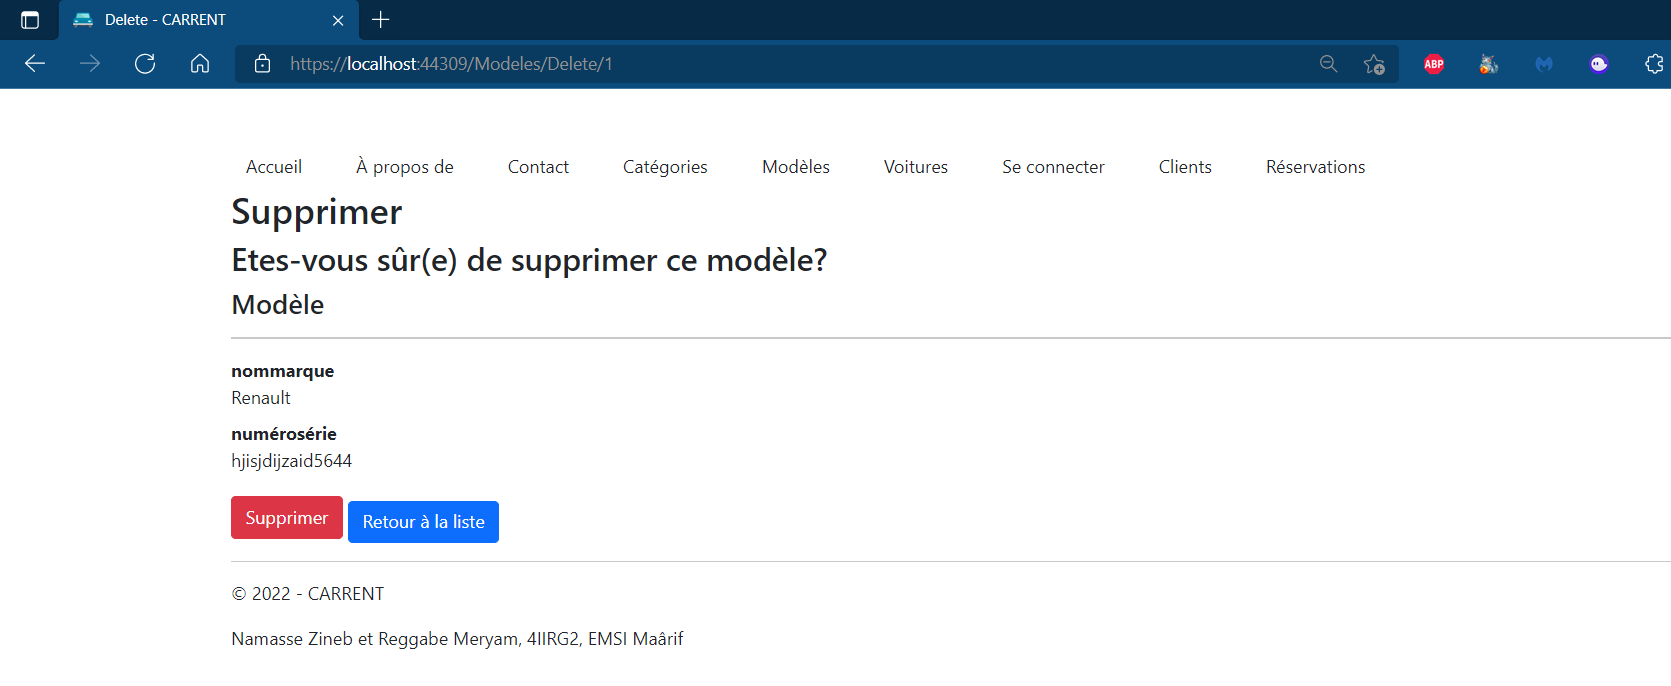 Delete - CARRENT
https://localhost:44309/Modeles/Delete/1
ABP
Accueil À propos de Contact Catégories Modèles Voitures Se connecter Clients Réservations
Supprimer
Etes-vous sûr(e) de supprimer ce modèle?
Modèle
nommarque
Renault
numérosérie
hjisjdijzaid5644
Supprimer Retour à la liste
© 2022 - CARRENT
Namasse Zineb et Reggabe Meryam, 4IIRG2, EMSI Maârif